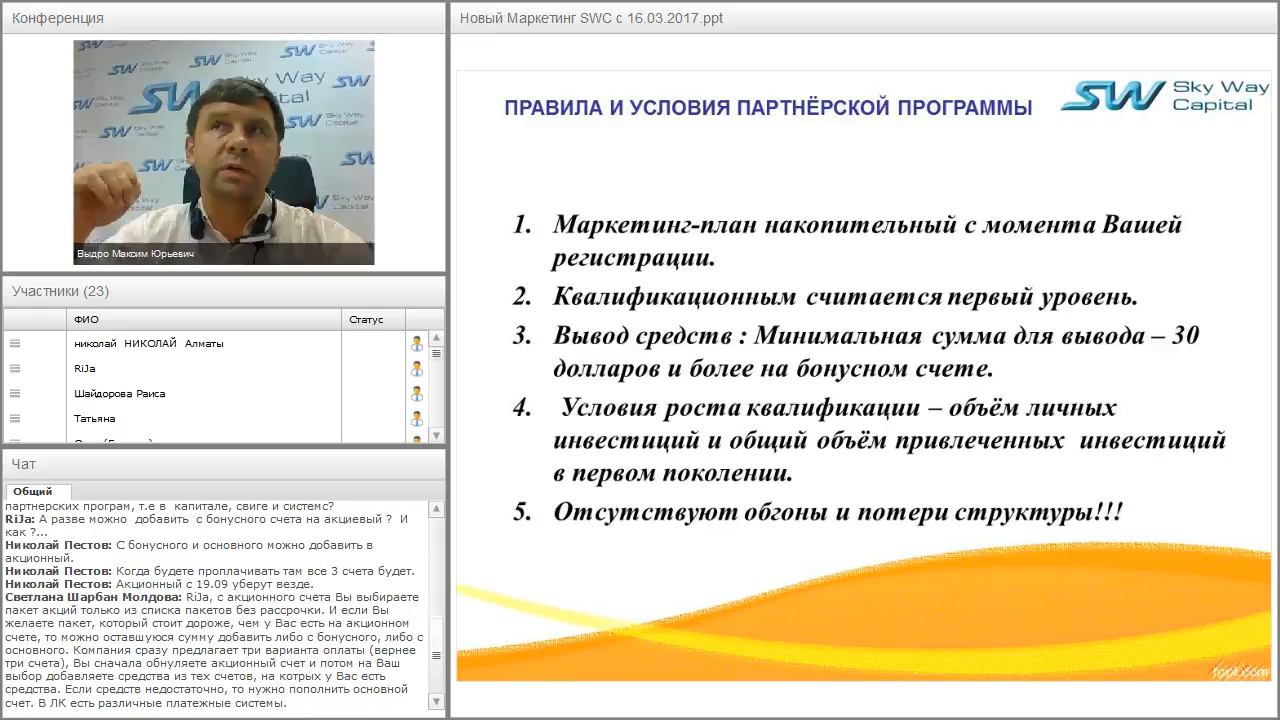 Конференция
Новый Маркетинг SWC с 16.03.2017.ppt
SW Sky Way
Capital
Выдро Максим Юрьевич
Участники (23)
ФИО
Статус
николай НИКОЛАЙ Алматы
RiJa
Шайдорова Раиса
Татьяна
Чат
Общий
партнерских програм, т.е в капитале, свиге и системс?
RiJa: А разве можно добавить с бонусного счета на акциевый ? И
как ?...
Николай Пестов: С бонусного и основного можно добавить в
акционный.
Николай Пестов: Когда будете проплачивать там все 3 счета будет.
Николай Пестов: Акционный с 19.09 уберут везде.
Светлана Шарбан Молдова: RiJa, с акционного счета Вы выбираете
пакет акций только из списка пакетов без рассрочки. И если Вы
желаете пакет, который стоит дороже, чем у Вас есть на акционном
счете, то можно оставшуюся сумму добавить либо с бонусного, либо с
основного. Компания сразу предлагает три варианта оплаты (вернее
три счета), Вы сначала обнуляете акционный счет и потом на Ваш
выбор добавляете средства из тех счетов, на котрых у Вас есть
средства. Если средств недостаточно, то нужно пополнить основной
счет. В ЛК есть различные платежные системы.
ПРАВИЛА И УСЛОВИЯ ПАРТНЁРСКОЙ ПРОГРАММЫ
SW Sky Way
Capital
1. Маркетинг-план накопительный с момента Вашей
регистрации.
2. Квалификационным считается первый уровень.
3. Вывод средств : Минимальная сумма для вывода – 30
долларов и более на бонусном счете.
4. Условия роста квалификации – объём личных
инвестиций и общий объём привлеченных инвестиций
в первом поколении.
5. Отсутствуют обгоны и потери структуры!!!
fppt.com